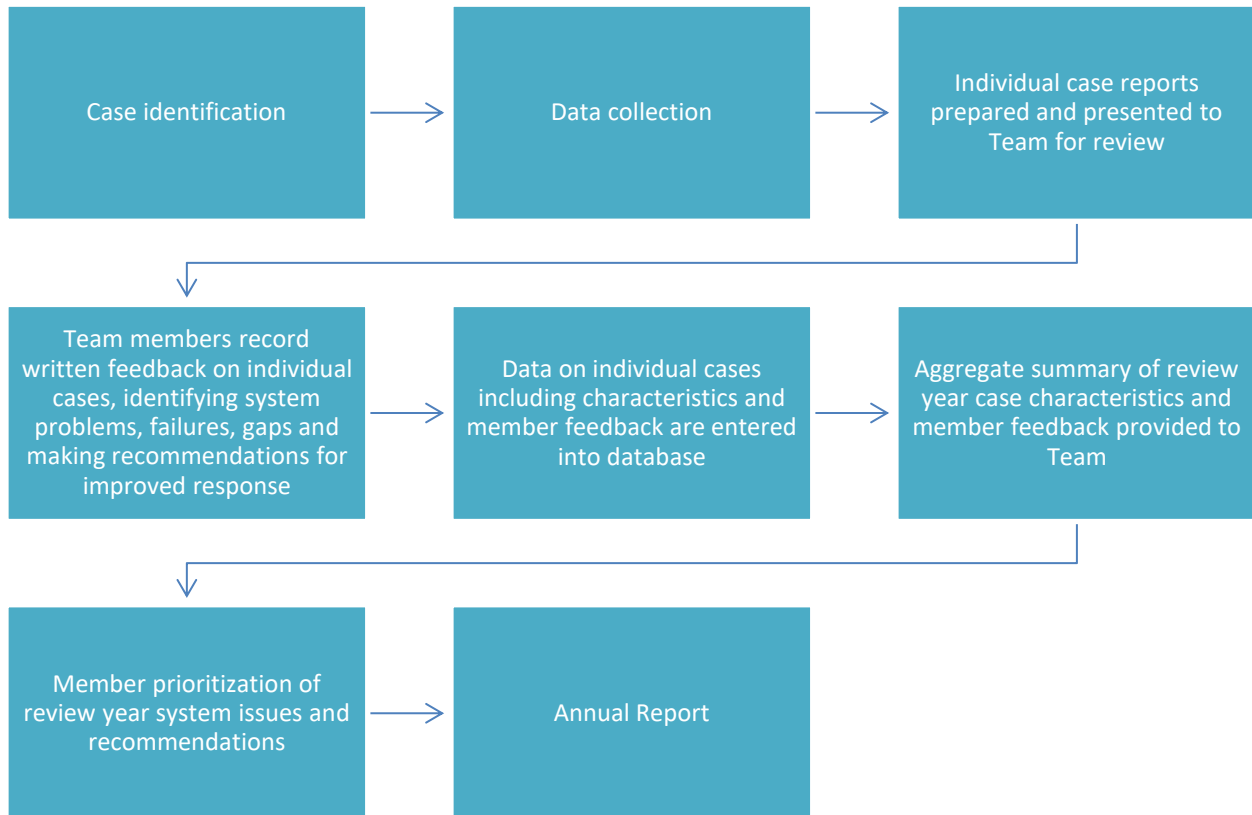 Case identification
Data collection
Individual case reports
prepared and presented to
Team for review
Team members record
written feedback on individual
cases, identifying system
problems, failures, gaps and
making recommendations for
improved response
Data on individual cases
including characteristics and
member feedback are entered
into database
Aggregate summary of review
year case characteristics and
member feedback provided to
Team
Member prioritization of
review year system issues and
recommendations
Annual Report